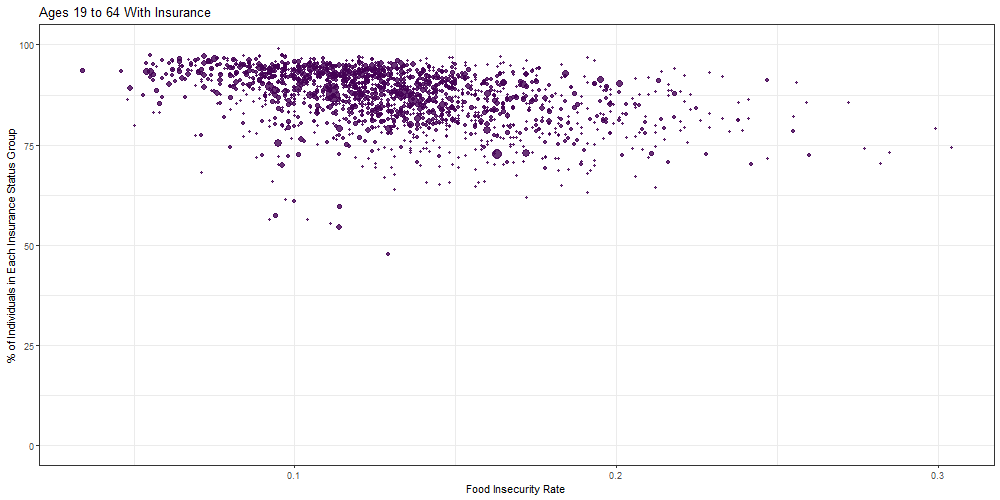 Ages 19 to 64 With Insurance
% of Individuals in Each Insurance Status Group
100
75
50
25
0
0.1
0.2
0.3
Food Insecurity Rate